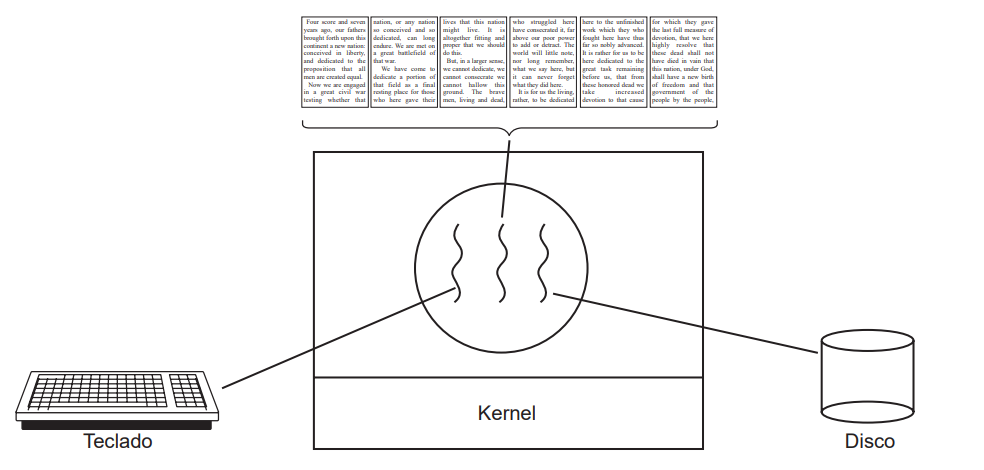 Four score and seven
years ago, our fathers
brought forth upon this
continent a new nation:
conceived in liberty,
and dedicated to the
proposition that all
men are created equal.
Now we are engaged
in a great civil war
testing whether that
nation, or any nation
so conceived and so
dedicated, can long
endure. We are met on
a great battlefield of
that war.
We have come to
dedicate a portion of
that field as a final
resting place for those
who here gave their
lives that this nation
might live. It is
altogether fitting and
proper that we should
do this.
But, in a larger sense,
we cannot dedicate, we
cannot consecrate we
cannot hallow this
ground. The brave
men, living and dead,
who struggled here
have consecrated it, far
above our poor power
to add or detract. The
world will little note,
nor long remember,
what we say here, but
it can never forget
what they did here.
It is for us the living,
rather, to be dedicated
here to the unfinished
work which they who
fought here have thus
far so nobly advanced.
It is rather for us to be
here dedicated to the
great task remaining
before us, that from
these honored dead we
take increased
devotion to that cause
for which they gave
the last full measure of
devotion, that we here
highly resolve that
these dead shall not
have died in vain that
this nation, under God,
shall have a new birth
of freedom and that
government of the
people by the people,
Kernel
Teclado
Disco